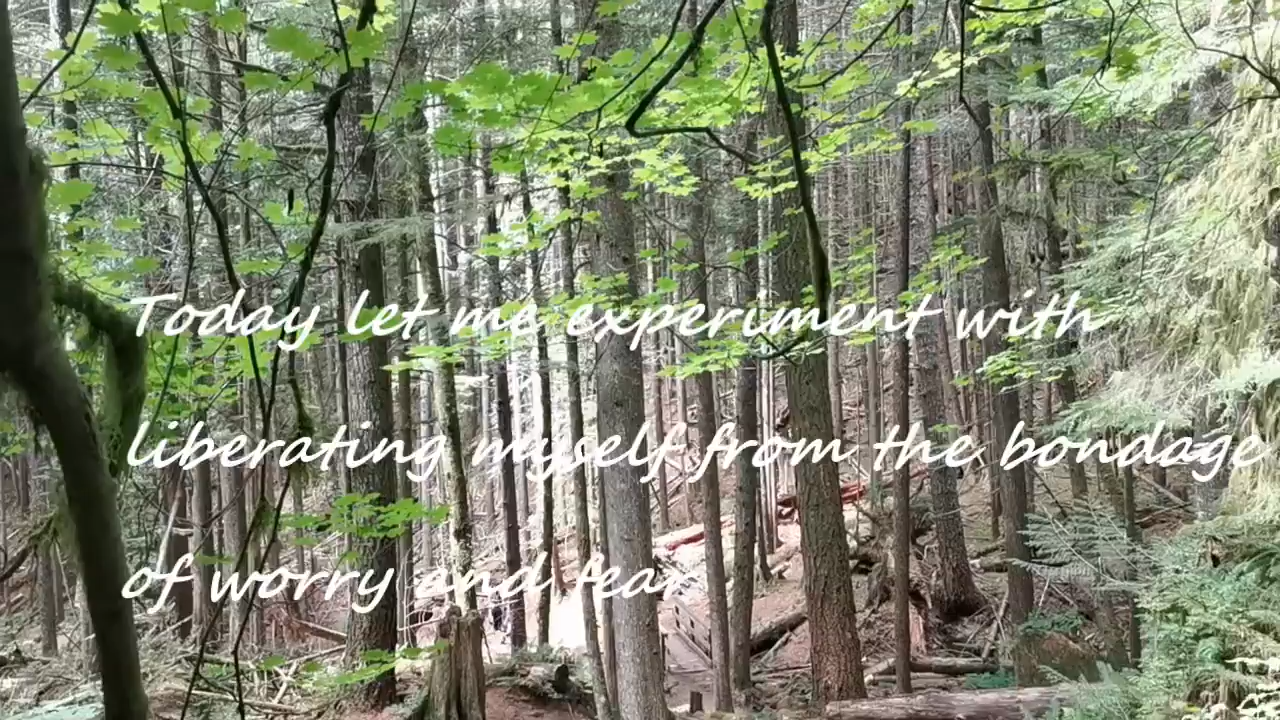 Today let me experiment with
liberating myself from the bondage
of worry and fear